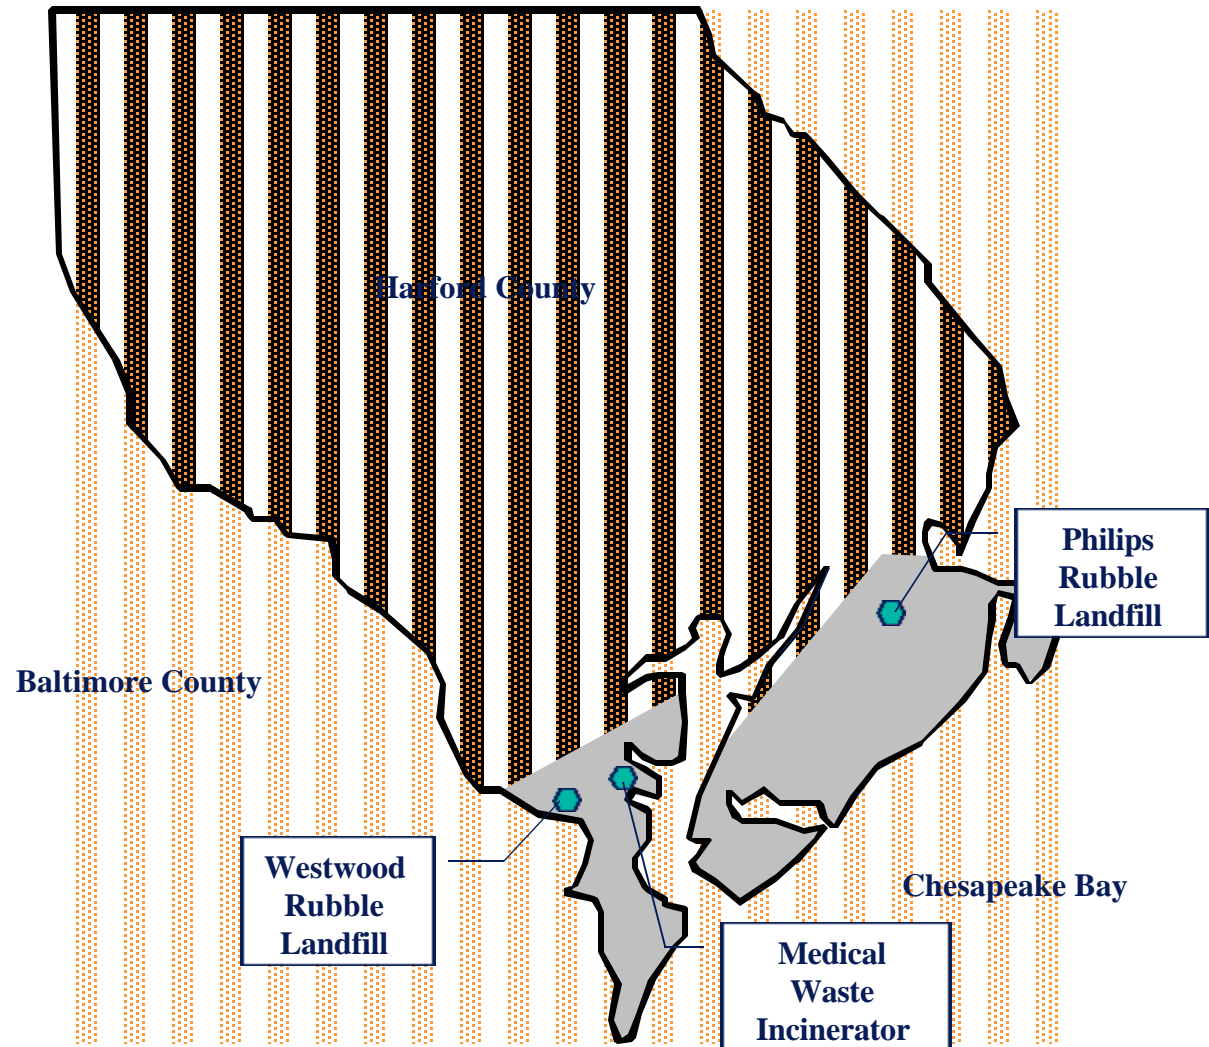 Harford County
Philips
Rubble
Landfill
Baltimore County
Westwood
Rubble
Landfill
Chesapeake Bay
Medical
Waste
Incinerator